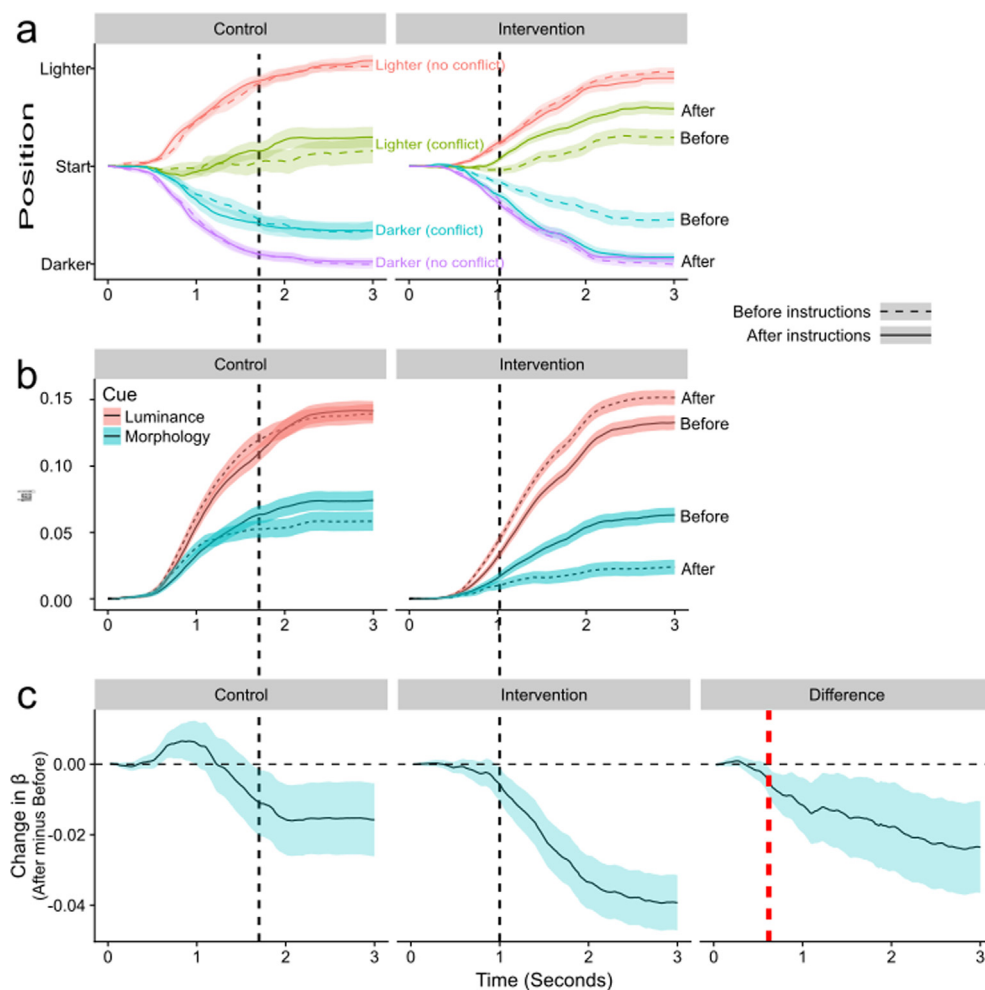 a
Control
Intervention
Position
Lighter
Start
Darker
Lighter (no conflict)
Lighter (conflict)
Darker (conflict)
Darker (no conflict)
After
Before
Before
After
0 1 2 3
0 1 2 3
Before instructions
After instructions
b
Control
Intervention
Cue
Luminance
Morphology
0.15
0.10
0.05
0.00
After
Before
Before
After
0 1 2 3
0 1 2 3
c
Control
Intervention
Difference
Change in β
(After minus Before)
0.00
-0.02
-0.04
0 1 2 3
0 1 2 3
0 1 2 3
Time (Seconds)